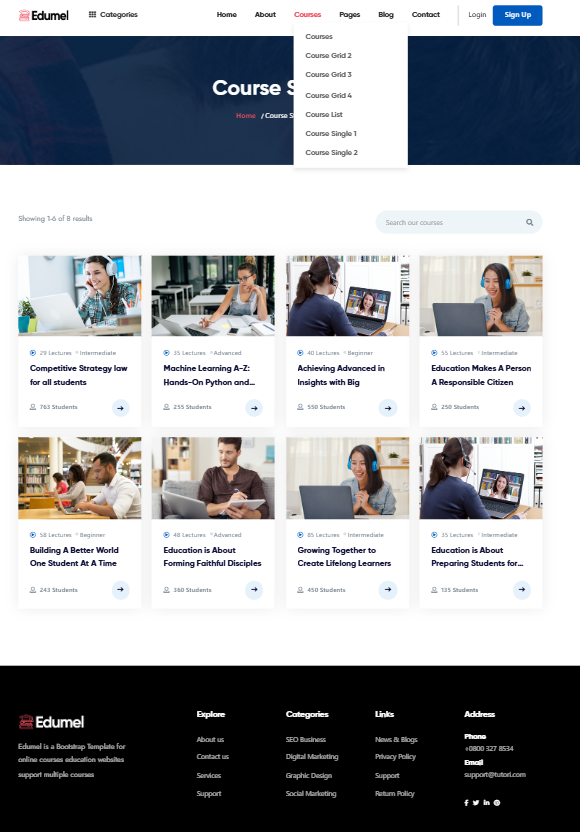 Edumel
Categories
Home
About
Courses
Pages
Blog
Contact
Login
Sign Up
Courses
Course Grid 2
Course Grid 3
Course Grid 4
Course List
Course Single 1
Course Single 2
Course S
Home / Course S
Showing 1-6 of 8 results
Search our courses
29 Lectures Intermediate
Competitive Strategy law
for all students
763 Students
35 Lectures Advanced
Machine Learning A-Z:
Hands-On Python and...
255 Students
40 Lectures Beginner
Achieving Advanced in
Insights with Big
550 Students
55 Lectures Intermediate
Education Makes A Person
A Responsible Citizen
250 Students
58 Lectures Beginner
Building A Better World
One Student At A Time
243 Students
48 Lectures Advanced
Education is About
Forming Faithful Disciples
360 Students
85 Lectures Intermediate
Growing Together to
Create Lifelong Learners
450 Students
35 Lectures Intermediate
Education is About
Preparing Students for...
135 Students
Edumel
Edumel is a Bootstrap Template for
online courses education websites
support multiple courses
Explore
About us
Contact us
Services
Support
Categories
SEO Business
Digital Marketing
Graphic Design
Social Marketing
Links
News & Blogs
Privacy Policy
Support
Return Policy
Address
Phone
+0800 327 8534
Email
support@tutori.com